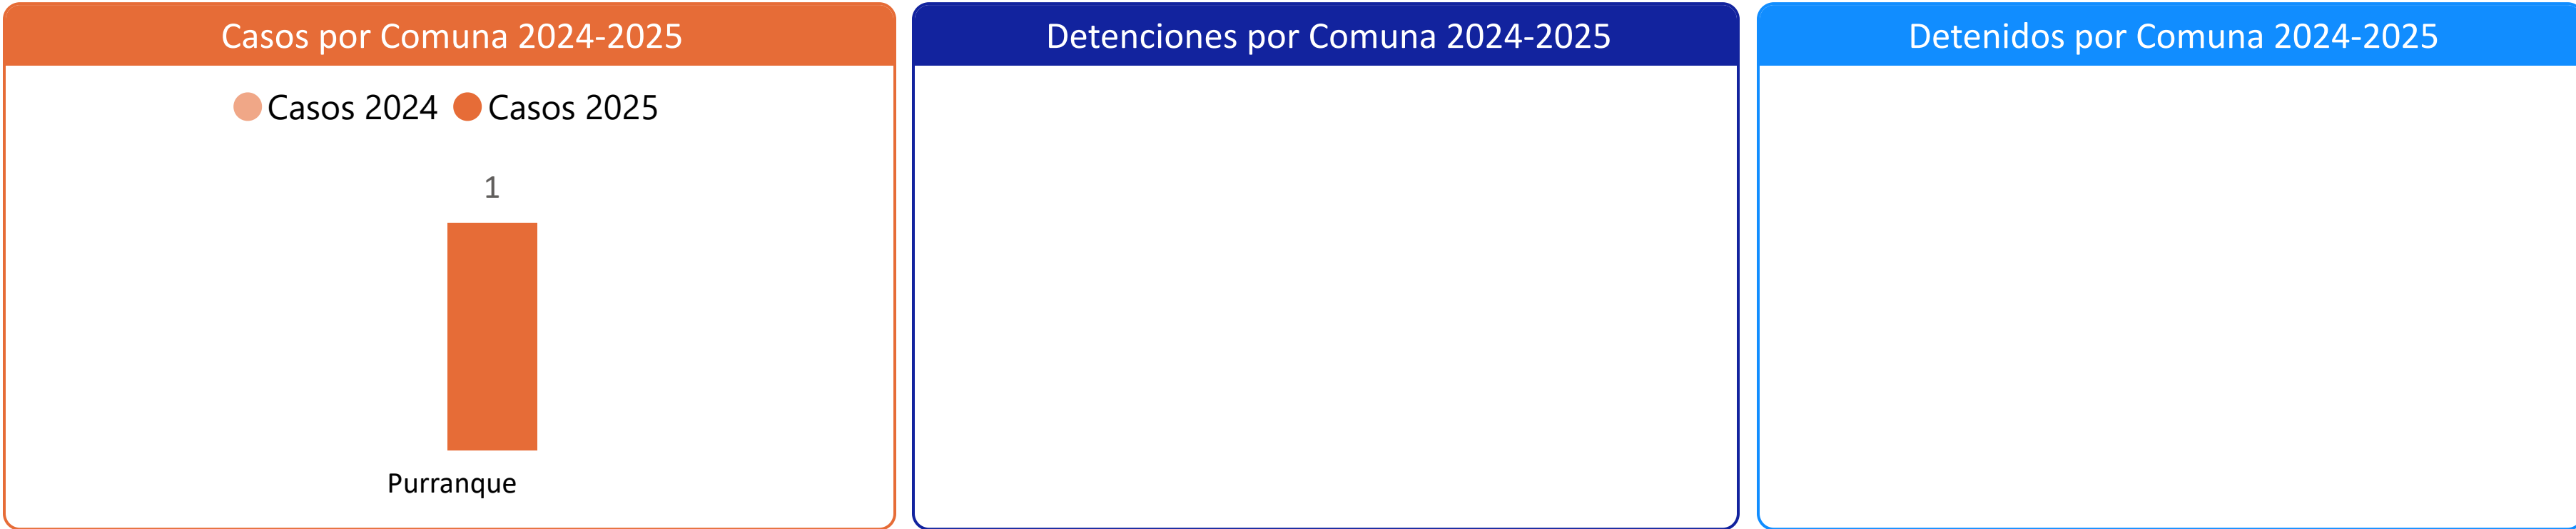 Casos por Comuna 2024-2025
Casos 2024 Casos 2025
1
Purranque
Detenciones por Comuna 2024-2025
Detenidos por Comuna 2024-2025